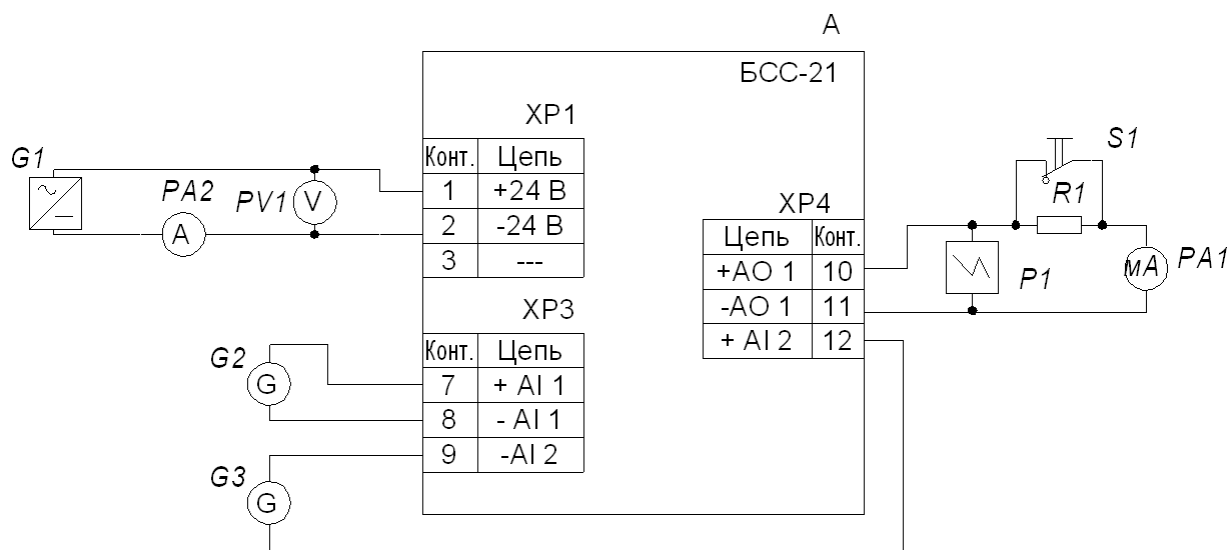 А
БСС-21
XP1
Конт. Цепь
1 +24 В
2 -24 В
3 ---
G1
PA2
A
PV1
V
XP3
Конт. Цепь
7 + AI 1
8 - AI 1
9 -AI 2
G2
G
G3
G
XP4
Цепь Конт.
+AO 1 10
-AO 1 11
+ AI 2 12
S1
R1
P1
мА
PA1